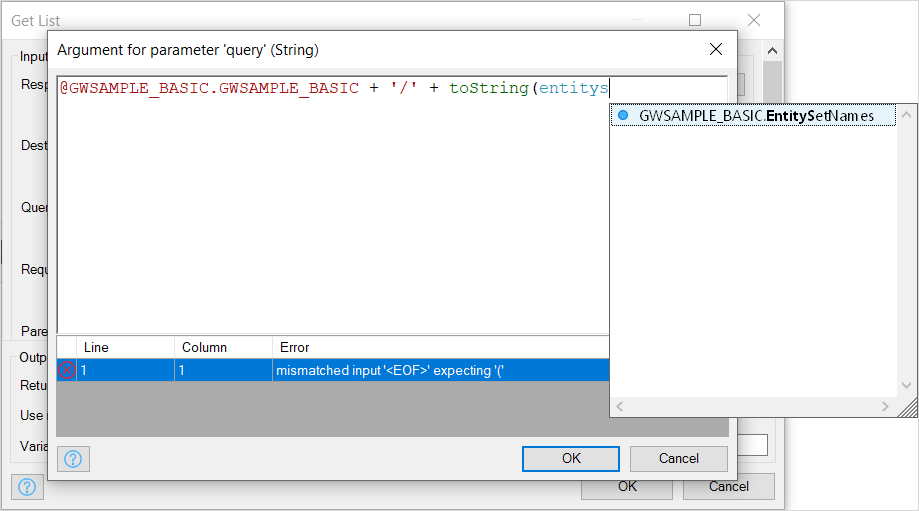 Get List
Argument for parameter 'query' (String)
Input
Resp
Dest
Quer
Requ
Para
Outp
Retu
Use r
Varia
@GWSAMPLE_BASIC.GWSAMPLE_BASIC + '/' + toString(entitys
GWSAMPLE_BASIC.EntitySetNames
Line Column Error
1 1 mismatched input '<EOF>' expecting '('
OK Cancel
OK Cancel